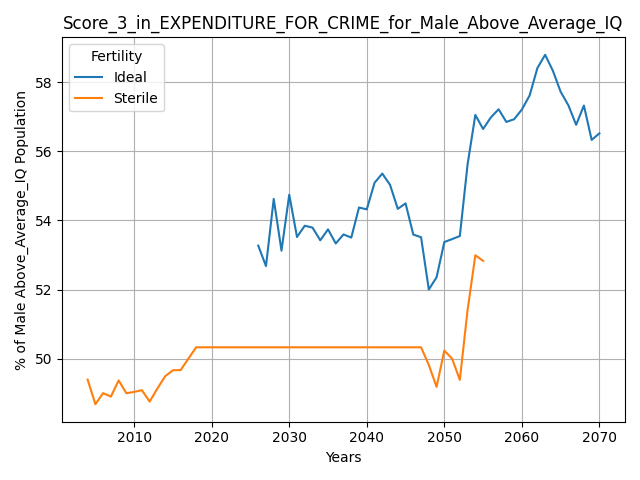 Score_3_in_EXPENDITURE_FOR_CRIME_for_Male_Above_Average_IQ
Fertility
Ideal
Sterile
% of Male Above_Average_IQ Population
58
56
54
52
50
2010 2020 2030 2040 2050 2060 2070
Years